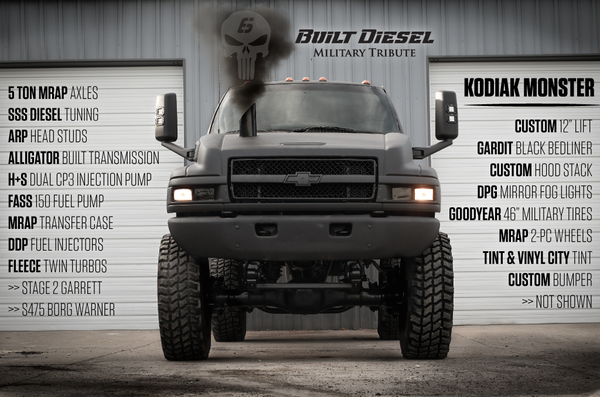 6
BUILT DIESEL
MILITARY TRIBUTE
5 TON MRAP AXLES
SSS DIESEL TUNING
ARP HEAD STUDS
ALLIGATOR BUILT TRANSMISSION
H+S DUAL CP3 INJECTION PUMP
FASS 150 FUEL PUMP
MRAP TRANSFER CASE
DDP FUEL INJECTORS
FLEECE TWIN TURBOS
>> STAGE 2 GARRETT
>> S475 BORG WARNER
KODIAK MONSTER
CUSTOM 12" LIFT
GARDIT BLACK BEDLINER
CUSTOM HOOD STACK
DPG MIRROR FOG LIGHTS
GOODYEAR 46" MILITARY TIRES
MRAP 2-PC WHEELS
TINT & VINYL CITY TINT
CUSTOM BUMPER
>> NOT SHOWN